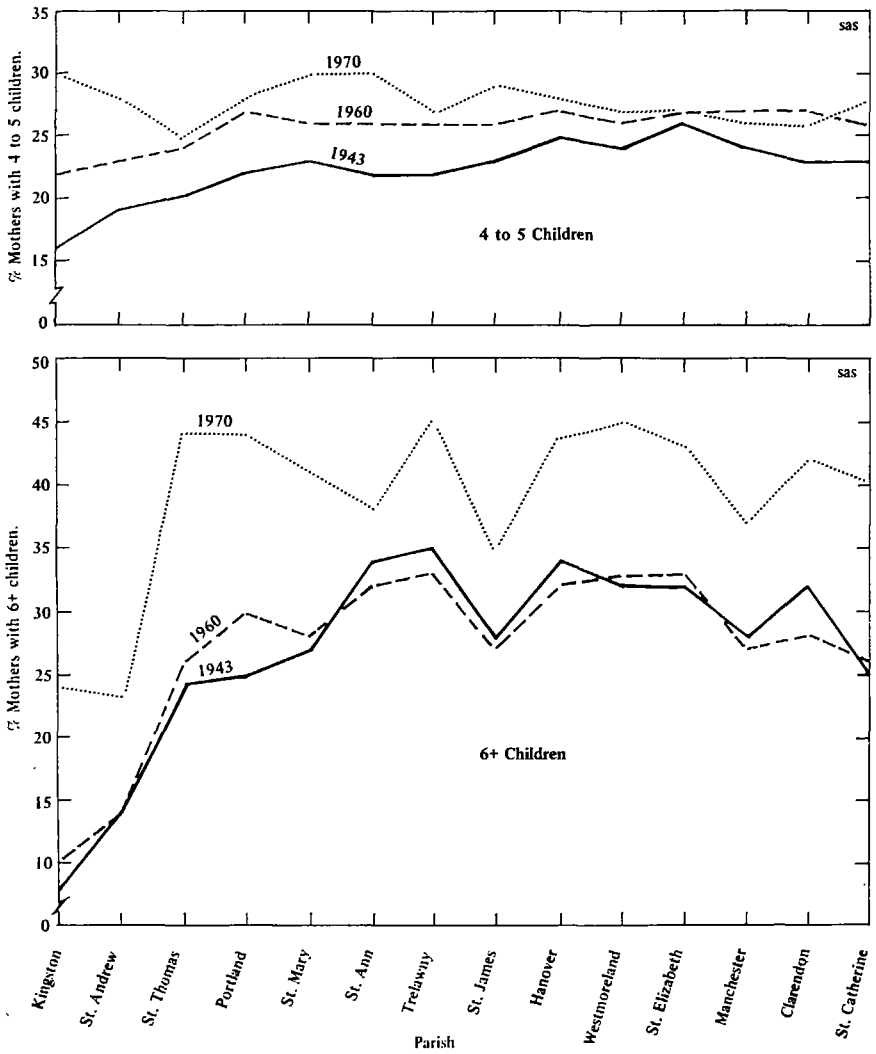 % Mothers with 4 to 5 children.
35
30
25
20
15
0
sas
1970
1960
1943
4 to 5 Children
% Mothers with 6+ children.
50
45
40
35
30
25
20
15
10
0
sas
1970
1960
1943
6+ Children
Kingston
St. Andrew
St. Thomas
Portland
St. Mary
St. Ann
Trelawny
St. James
Hanover
Westmoreland
St. Elizabeth
Manchester
Clarendon
St. Catherine
Parish